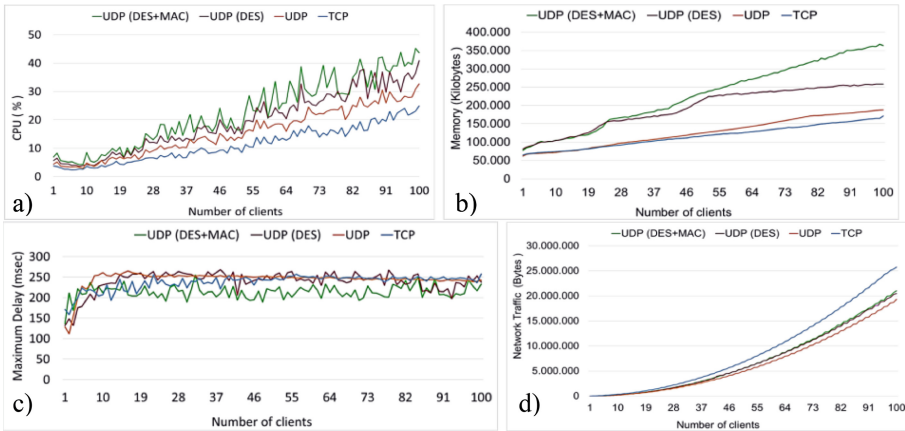 UDP (DES+MAC) UDP (DES) UDP TCP
CPU (%)
50
40
30
20
10
0
1 10 19 28 37 46 55 64 73 82 91 100
Number of clients
a)
UDP (DES+MAC) UDP (DES) UDP TCP
Memory (Kilobytes)
400.000
350.000
300.000
250.000
200.000
150.000
100.000
50.000
0
1 10 19 28 37 46 55 64 73 82 91 100
Number of clients
b)
UDP (DES+MAC) UDP (DES) UDP TCP
Maximum Delay (msec)
300
250
200
150
100
50
0
1 10 19 28 37 46 55 64 73 82 91 100
Number of clients
c)
UDP (DES+MAC) UDP (DES) UDP TCP
Network Traffic (Bytes)
30.000.000
25.000.000
20.000.000
15.000.000
10.000.000
5.000.000
0
1 10 19 28 37 46 55 64 73 82 91 100
Number of clients
d)